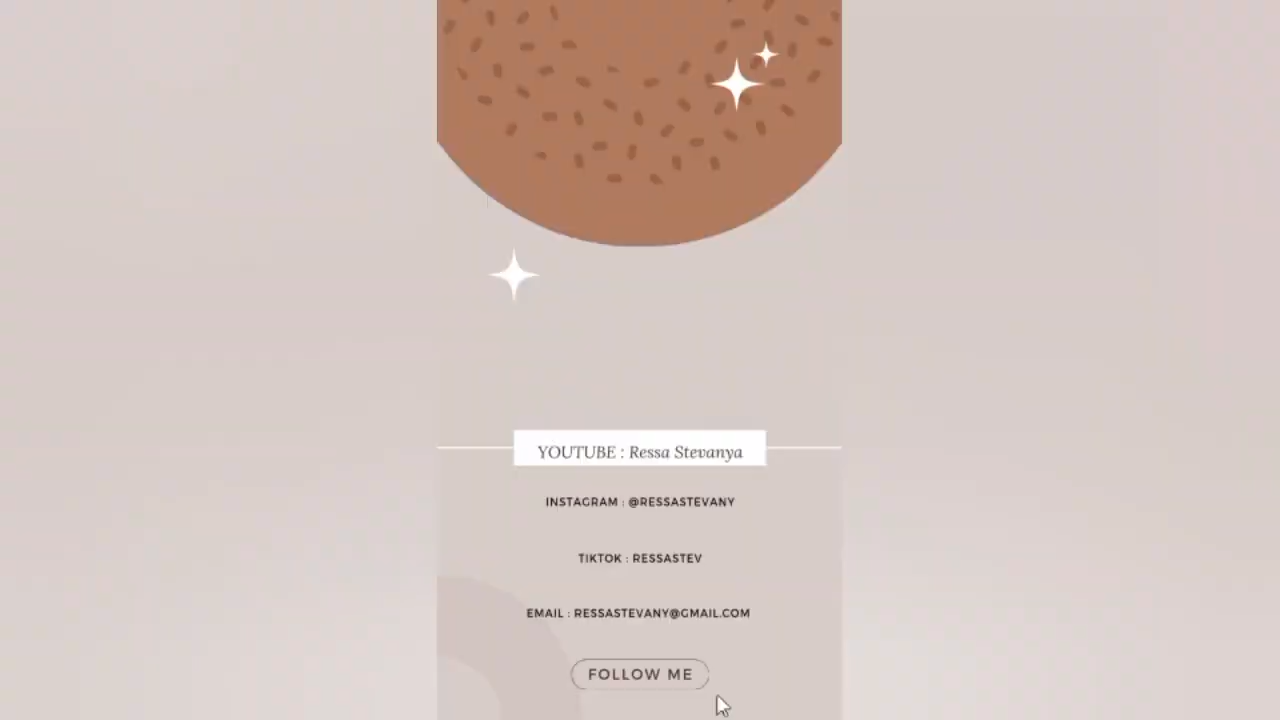 YOUTUBE : Ressa Stevanya
INSTAGRAM : @RESSASTEVANY
TIKTOK : RESSASTEV
EMAIL : RESSASTEVANY@GMAIL.COM
FOLLOW ME